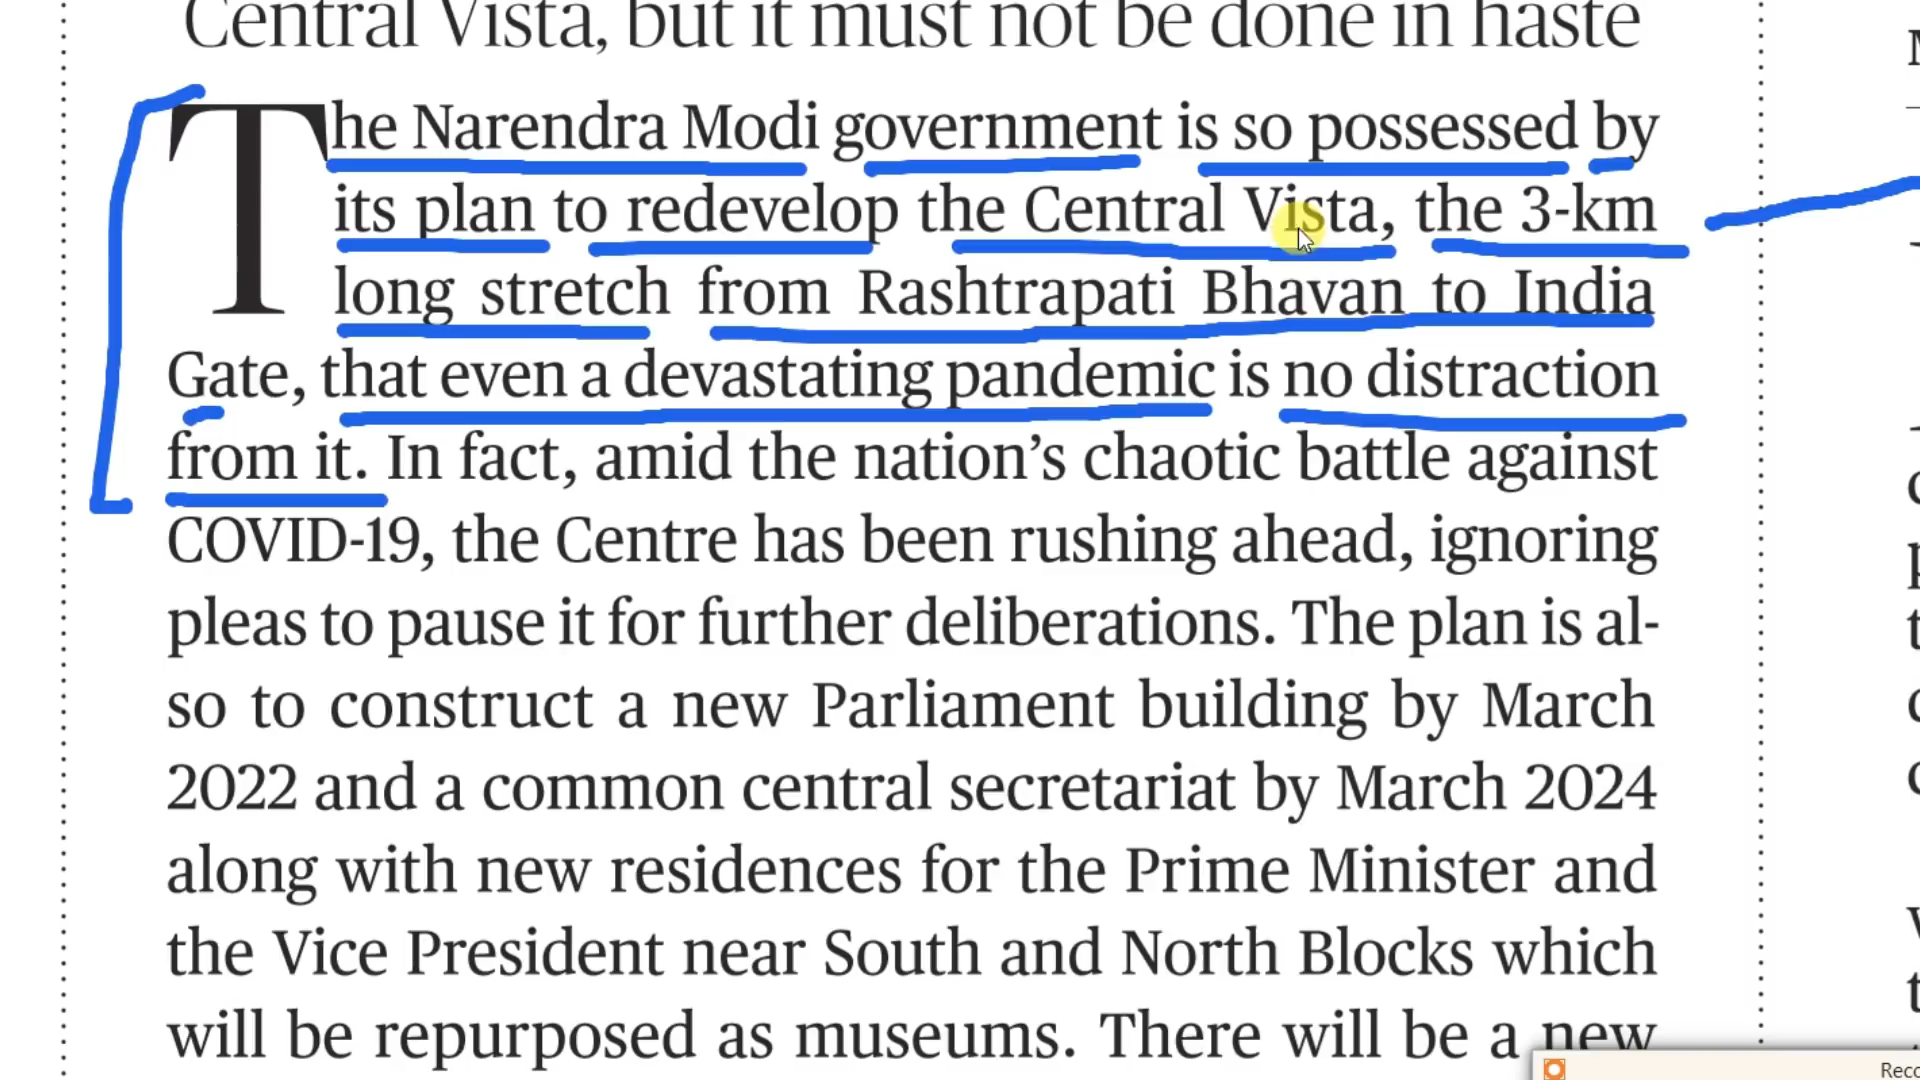 Central Vista, but it must not be done in haste
The Narendra Modi government is so possessed by
its plan to redevelop the Central Vista, the 3-km
long stretch from Rashtrapati Bhavan to India
Gate, that even a devastating pandemic is no distraction
from it. In fact, amid the nation’s chaotic battle against
COVID-19, the Centre has been rushing ahead, ignoring
pleas to pause it for further deliberations. The plan is al-
so to construct a new Parliament building by March
2022 and a common central secretariat by March 2024
along with new residences for the Prime Minister and
the Vice President near South and North Blocks which
will be repurposed as museums. There will be a new